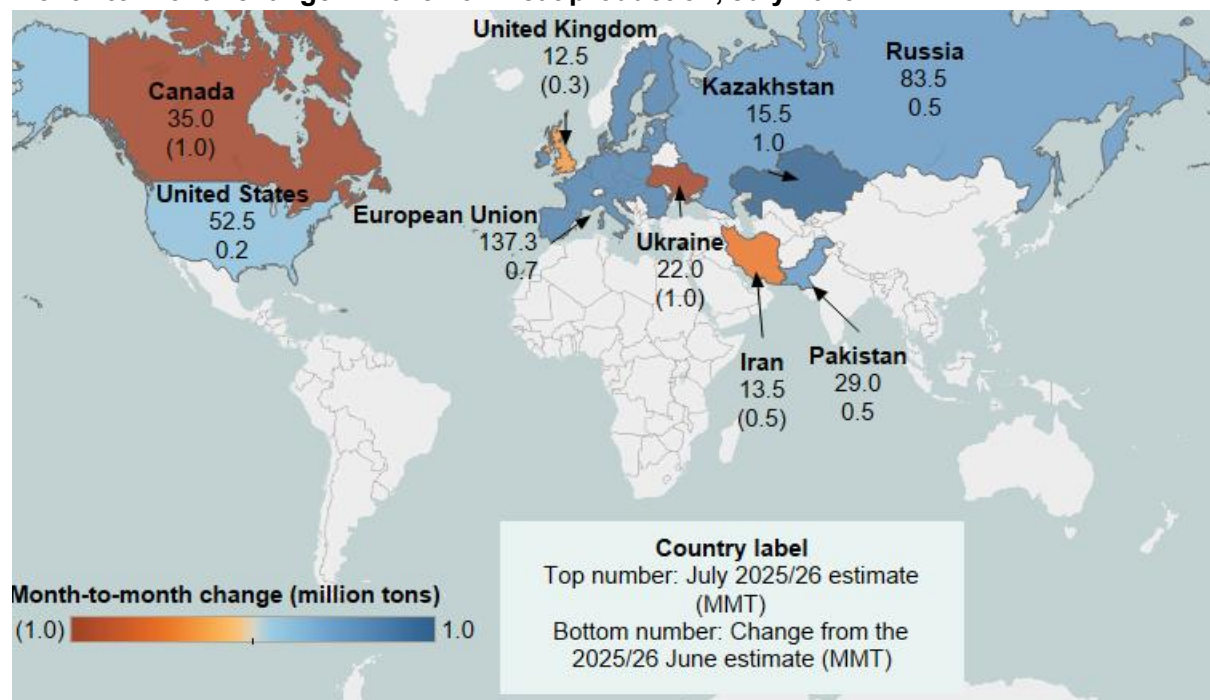 United Kingdom
12.5
(0.3)
Russia
83.5
0.5
Canada
35.0
(1.0)
Kazakhstan
15.5
1.0
United States
52.5
0.2
European Union
137.3
0.7
Ukraine
22.0
(1.0)
Iran
13.5
(0.5)
Pakistan
29.0
0.5
Country label
Top number: July 2025/26 estimate
(MMT)
Bottom number: Change from the
2025/26 June estimate (MMT)
Month-to-month change (million tons)
(1.0)
1.0